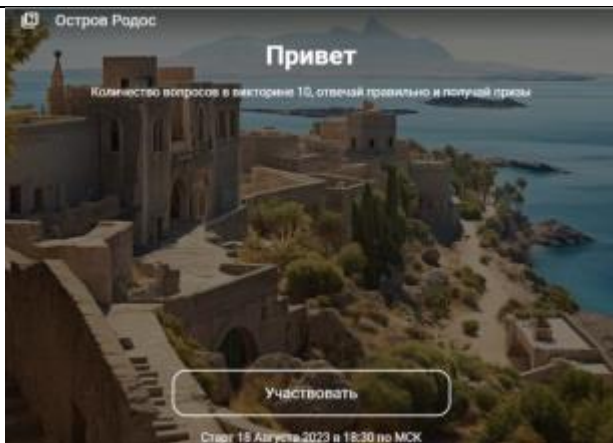 Остров Родос
Привет
Количество вопросов в викторине 10, отвечай правильно и получай призы
Участвовать
Старт 18 Августа 2023 в 18:30 по МСК